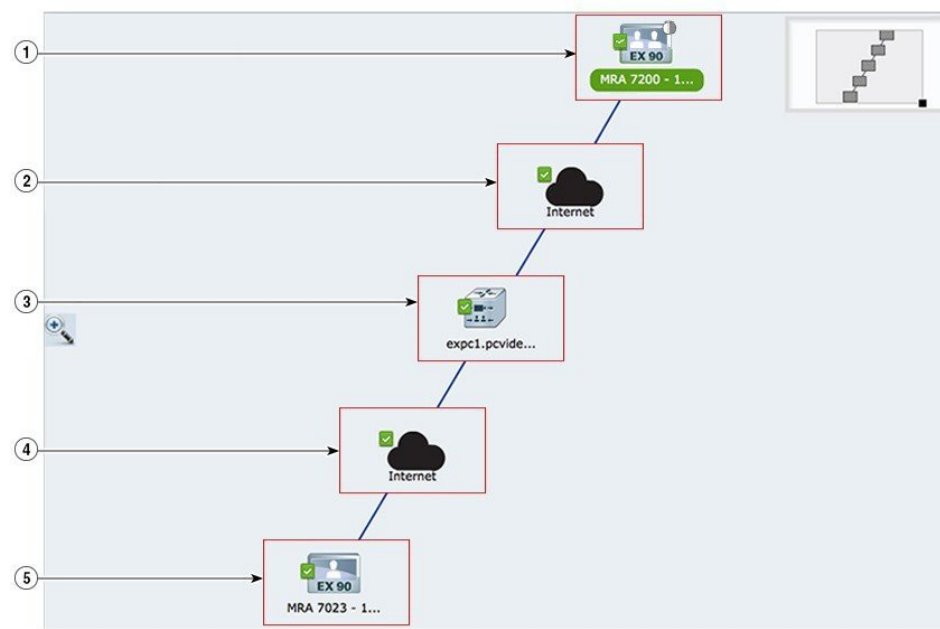 1
EX 90
MRA 7200 - 1...
2
Internet
3
expc1.pcvide...
4
Internet
5
EX 90
MRA 7023 - 1...